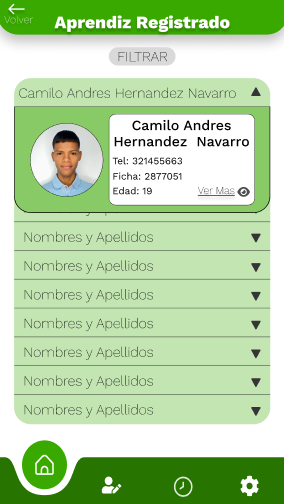 Volver
Aprendiz Registrado
FILTRAR
Camilo Andres Hernandez Navarro
Camilo Andres
Hernandez Navarro
Tel: 321455663
Ficha: 2877051
Edad: 19
Ver Mas
Nombres y Apellidos
Nombres y Apellidos
Nombres y Apellidos
Nombres y Apellidos
Nombres y Apellidos
Nombres y Apellidos
Nombres y Apellidos